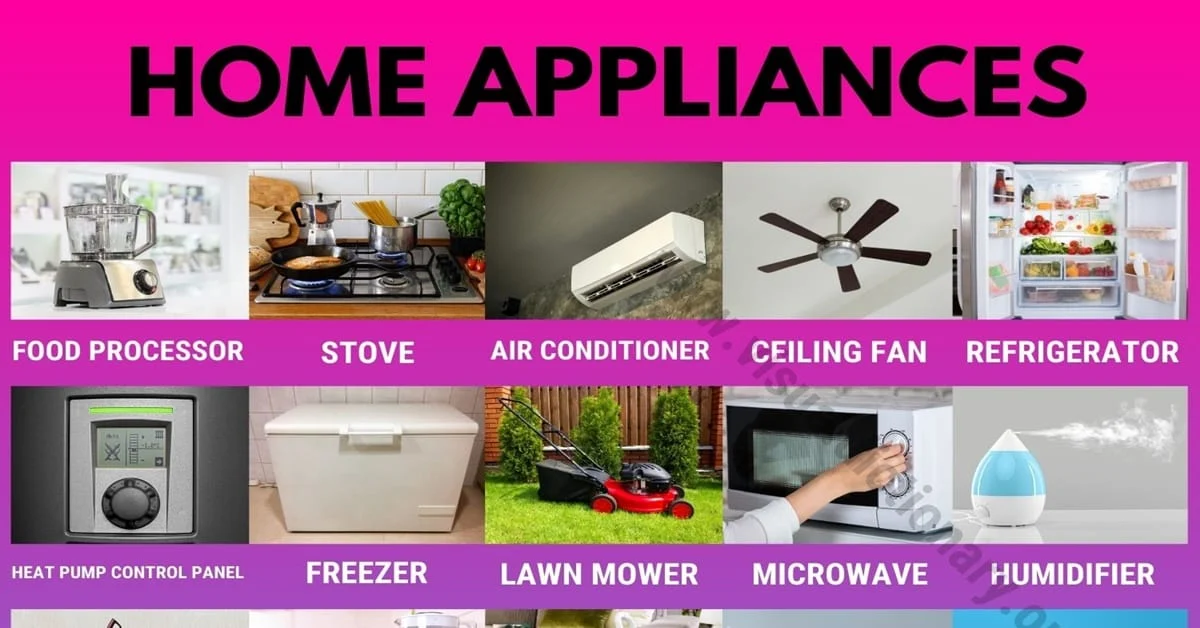 HOME APPLIANCES
FOOD PROCESSOR
STOVE
AIR CONDITIONER
CEILING FAN
REFRIGERATOR
HEAT PUMP CONTROL PANEL
FREEZER
LAWN MOWER
MICROWAVE
HUMIDIFIER